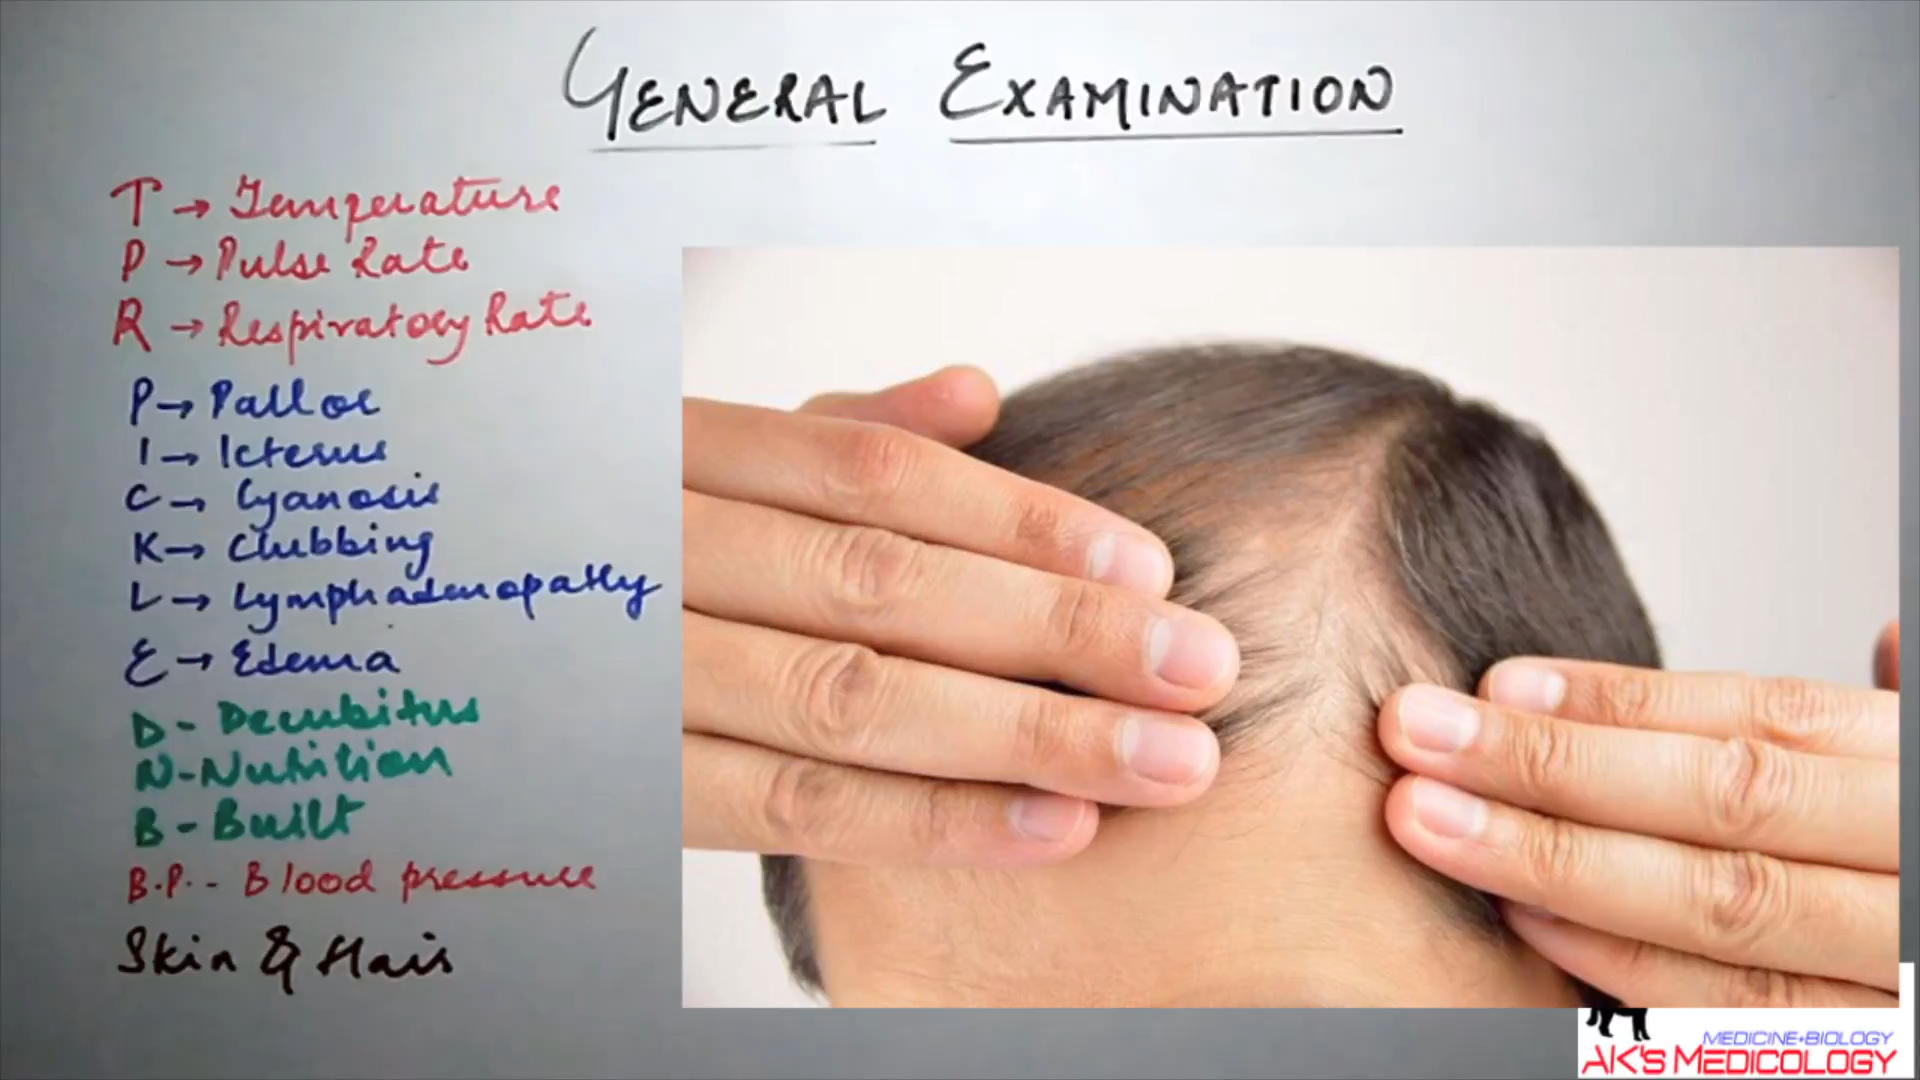 GENERAL EXAMINATION
T → Temperature
P → Pulse Rate
R → Respiratory Rate
P → Pallor
I → Icterus
C → Cyanosis
K → Clubbing
L → Lymphadenopathy
E → Edema
D - Decubitus
N - Nutrition
B - Built
B.P. - Blood pressure
Skin & Hair
MEDICINE+BIOLOGY
AK'S MEDICOLOGY